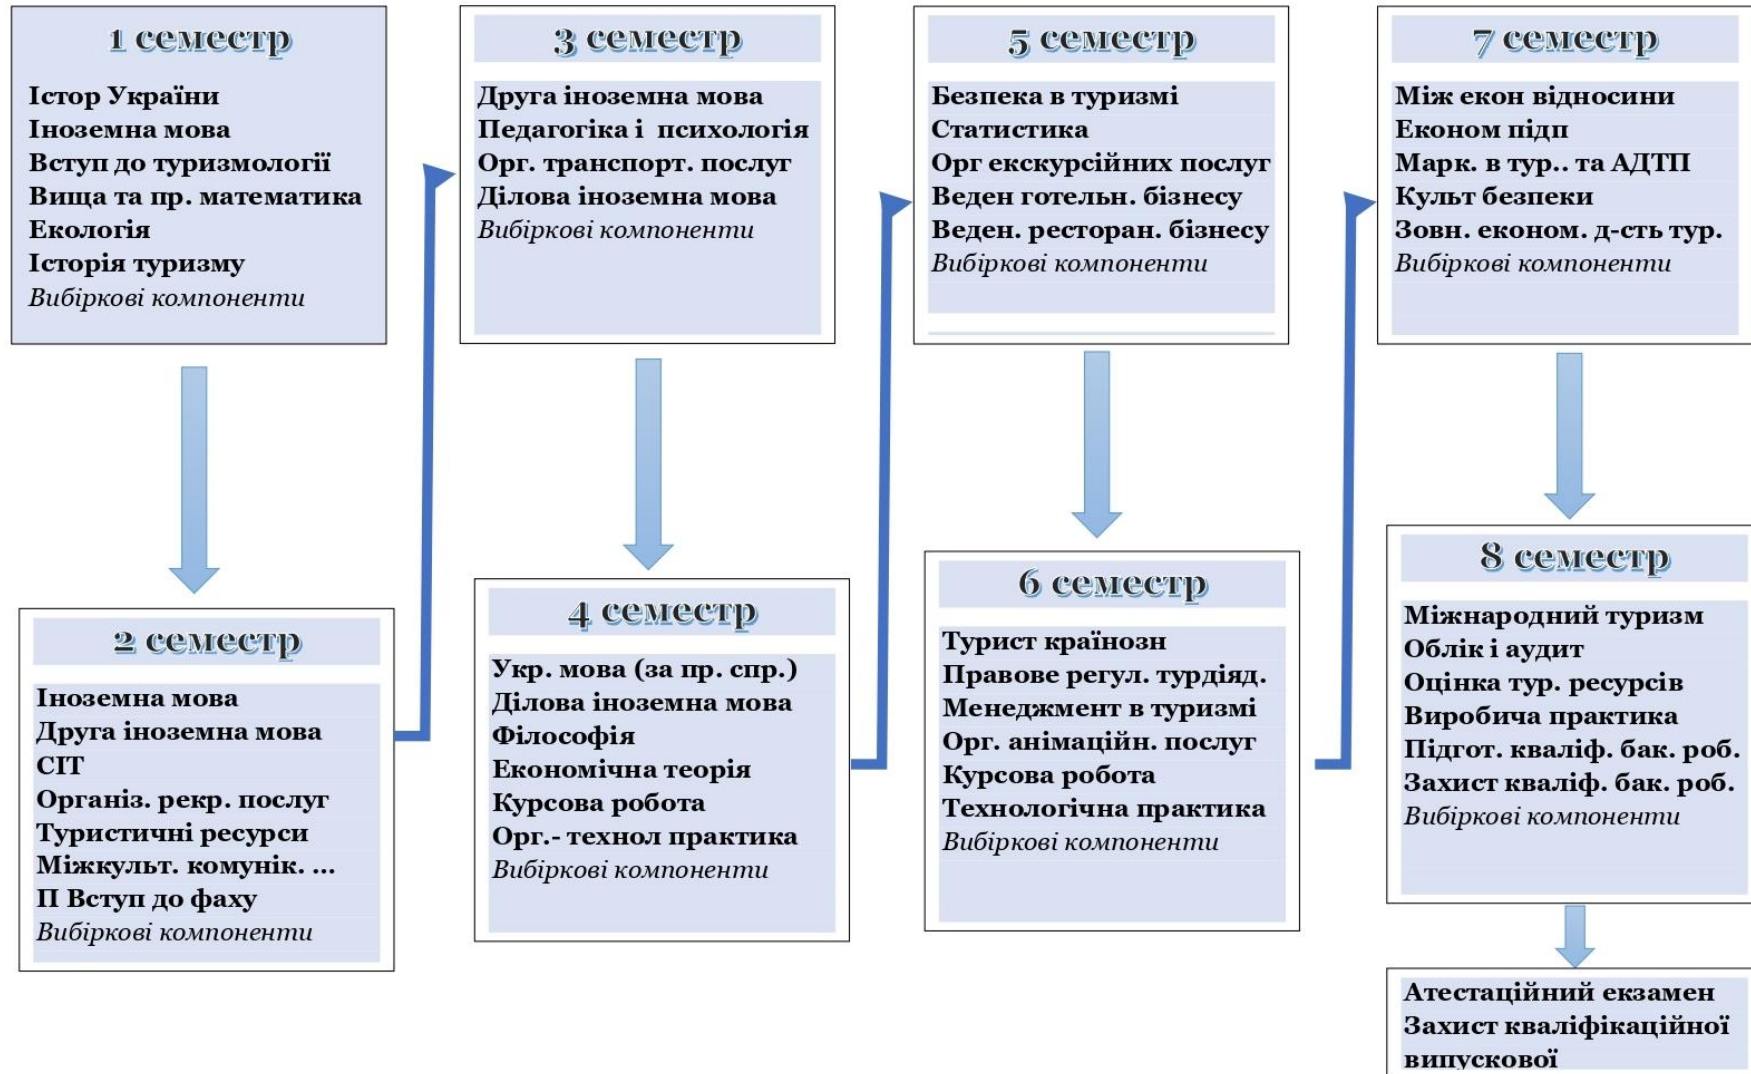 1 семестр
Істор України
Іноземна мова
Вступ до туризмології
Вища та пр. математика
Екологія
Історія туризму
Вибіркові компоненти
2 семестр
Іноземна мова
Друга іноземна мова
СІТ
Організ. рекр. послуг
Туристичні ресурси
Міжкульт. комунік. ...
П Вступ до фаху
Вибіркові компоненти
3 семестр
Друга іноземна мова
Педагогіка і психологія
Орг. транспорт. послуг
Ділова іноземна мова
Вибіркові компоненти
4 семестр
Укр. мова (за пр. спр.)
Ділова іноземна мова
Філософія
Економічна теорія
Курсова робота
Орг.- технол практика
Вибіркові компоненти
5 семестр
Безпека в туризмі
Статистика
Орг екскурсійних послуг
Веден готельн. бізнесу
Веден. ресторан. бізнесу
Вибіркові компоненти
6 семестр
Турист країнозн
Правове регул. турдіяд.
Менеджмент в туризмі
Орг. анімаційн. послуг
Курсова робота
Технологічна практика
Вибіркові компоненти
7 семестр
Між екон відносини
Економ підп
Марк. в тур.. та АДТП
Культ безпеки
Зовн. економ. д-сть тур.
Вибіркові компоненти
8 семестр
Міжнародний туризм
Облік і аудит
Оцінка тур. ресурсів
Виробича практика
Підгот. кваліф. бак. роб.
Захист кваліф. бак. роб.
Вибіркові компоненти
Атестаційний екзамен
Захист кваліфікаційної
випускової